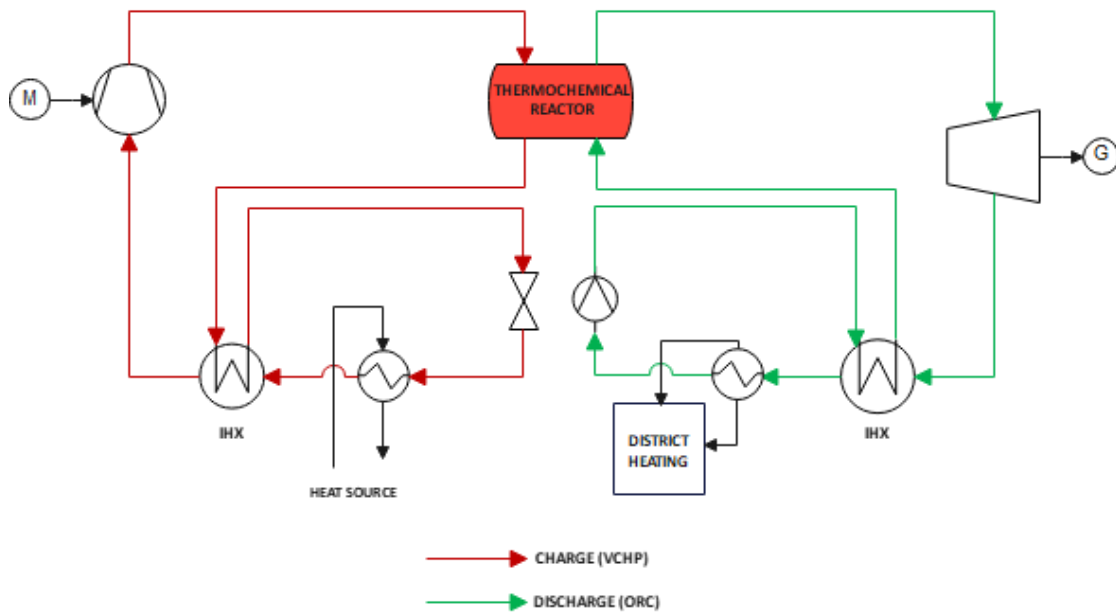 M
THERMOCHEMICAL
REACTOR
G
IHX
HEAT SOURCE
DISTRICT
HEATING
IHX
CHARGE (VCHP)
DISCHARGE (ORC)